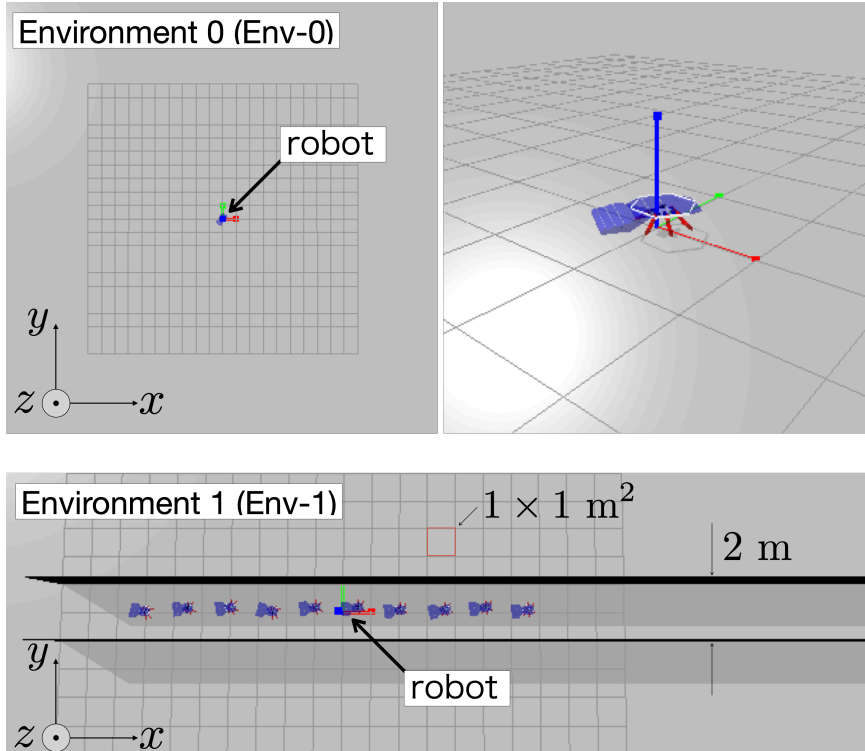 Environment 0 (Env-0)
robot
y
z
x
Environment 1 (Env-1)
1 × 1 m²
2 m
robot
y
z
x